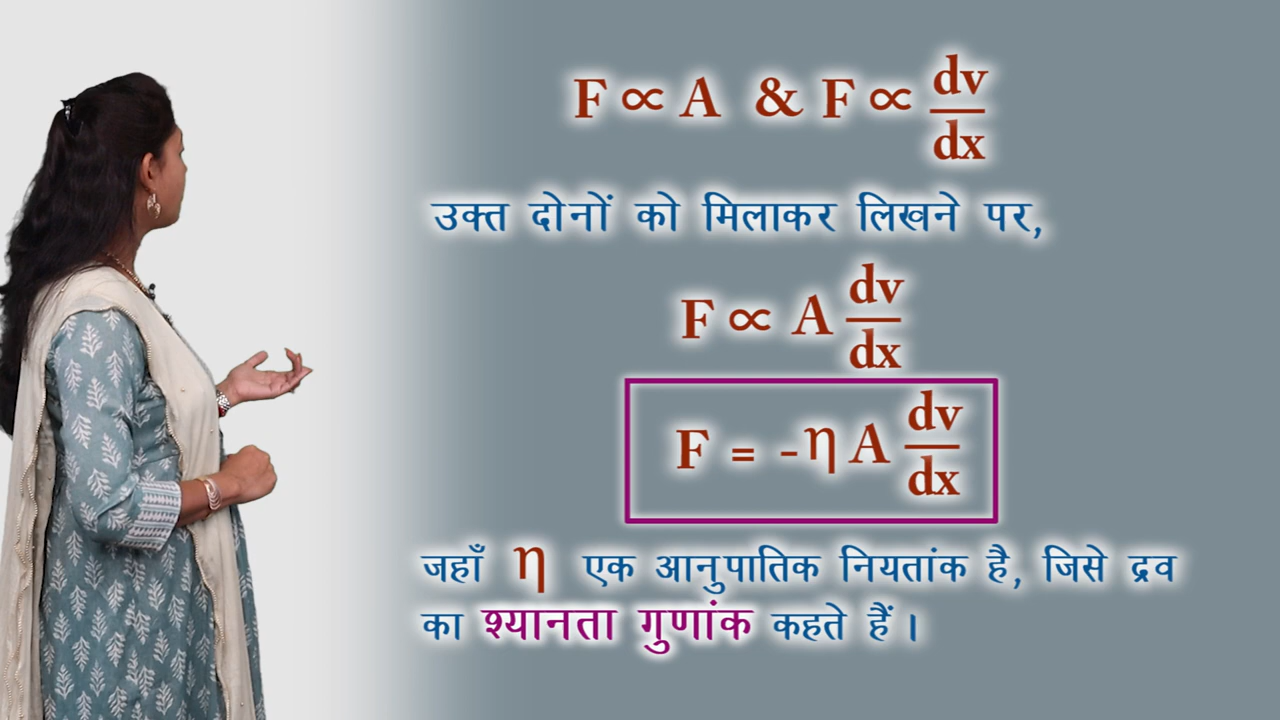 F ∝ A & F ∝ dv/dx
उक्त दोनों को मिलाकर लिखने पर,
F ∝ A dv/dx
F = -η A dv/dx
जहाँ η एक आनुपातिक नियतांक है, जिसे द्रव
का श्यानता गुणांक कहते हैं।